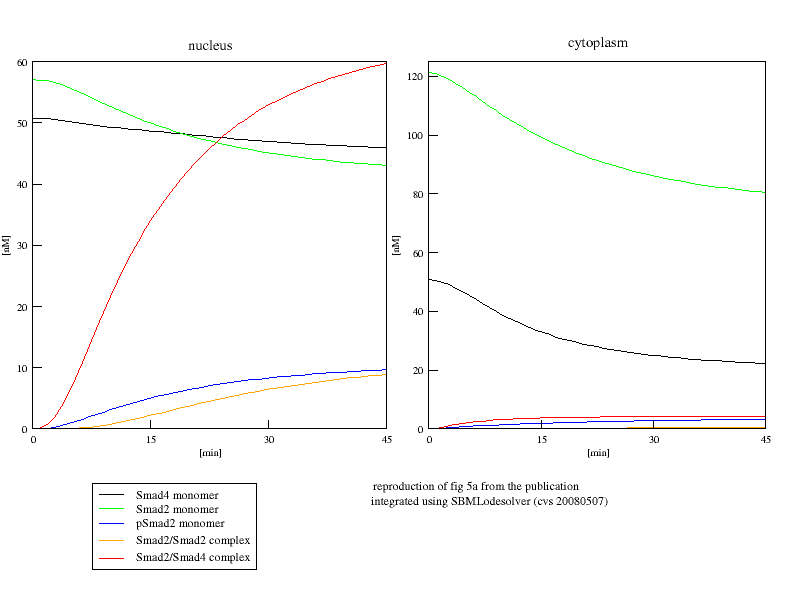 nucleus
cytoplasm
60
50
40
30
20
10
0
[nM]
0
15
30
45
[min]
120
100
80
60
40
20
0
[nM]
0
15
30
45
[min]
Smad4 monomer
Smad2 monomer
pSmad2 monomer
Smad2/Smad2 complex
Smad2/Smad4 complex
reproduction of fig 5a from the publication
integrated using SBMLodesolver (cvs 20080507)